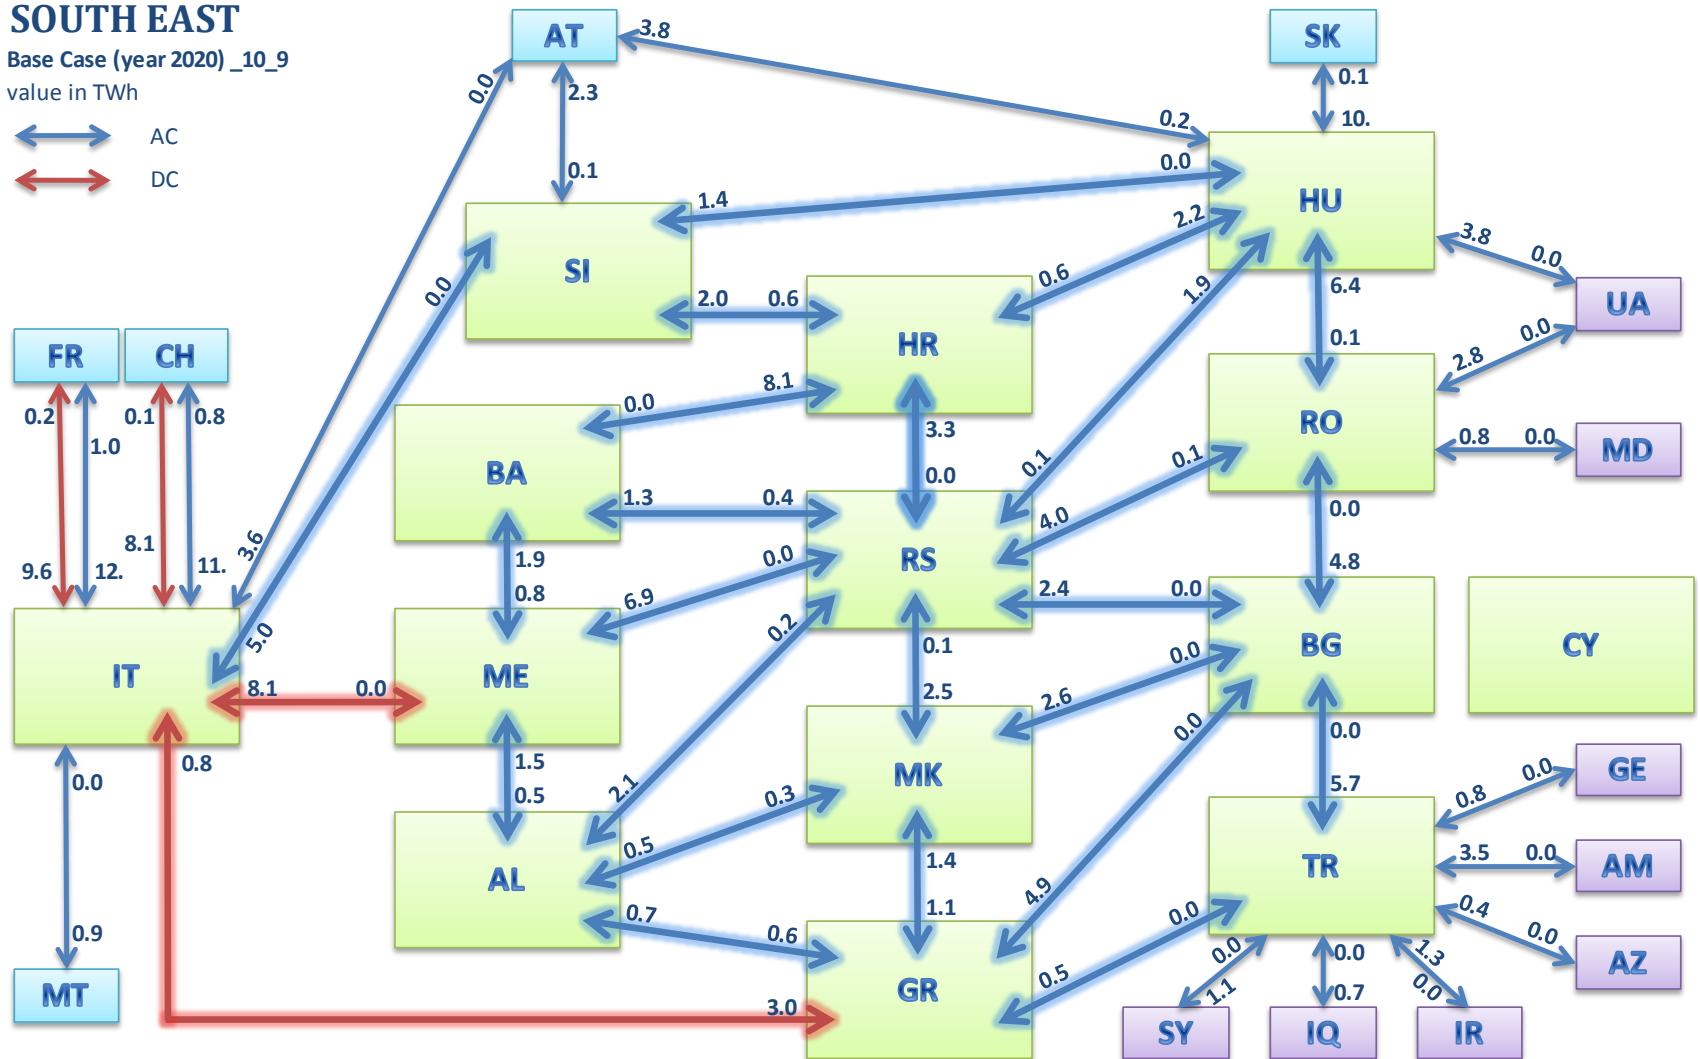 SOUTH EAST
Base Case (year 2020) _10_9
value in TWh
AC
DC
AT
SK
3.8
0.1
0.0
2.3
0.2
10.
0.1
0.0
HU
1.4
2.2
SI
3.8
0.0
0.0
0.6
1.9
6.4
UA
2.0
0.6
HR
0.1
2.8
0.0
FR
CH
0.2
1.0
0.1
0.8
0.0
8.1
3.3
RO
0.8
0.0
MD
BA
0.1
0.1
1.3
0.4
0.0
4.0
0.0
9.6
12.
8.1
11.
3.6
1.9
0.0
RS
4.8
0.8
6.9
2.4
0.0
5.0
0.2
0.1
BG
CY
IT
ME
0.0
8.1
0.0
2.5
2.6
0.8
1.5
0.0
0.0
0.0
MK
GE
0.5
2.1
0.3
5.7
0.8
0.0
AL
0.5
1.4
TR
3.5
0.0
AM
4.9
0.9
0.7
0.6
1.1
0.0
0.4
0.0
AZ
MT
GR
0.5
0.0
0.0
1.3
3.0
1.1
0.7
0.0
SY
IQ
IR